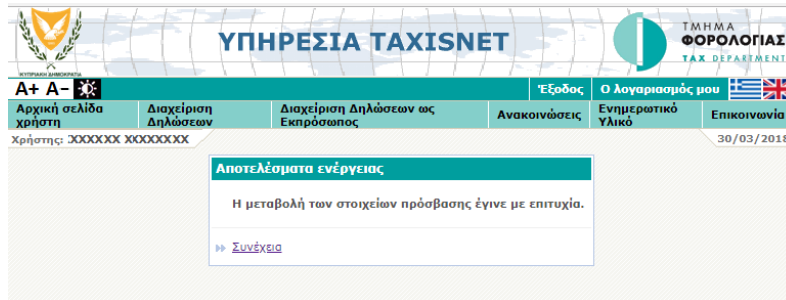 ΥΠΗΡΕΣΙΑ TAXISNET
ΤΜΗΜΑ
ΦΟΡΟΛΟΓΙΑΣ
TAX DEPARTMENT
ΚΥΠΡΙΑΚΗ ΔΗΜΟΚΡΑΤΙΑ
A+ A-
Έξοδος Ο λογαριασμός μου
Αρχική σελίδα χρήστη
Διαχείριση Δηλώσεων
Διαχείριση Δηλώσεων ως Εκπρόσωπος
Ανακοινώσεις
Ενημερωτικό Υλικό
Επικοινωνία
Χρήστης: XXXXXX XXXXXXXX
30/03/2018
Αποτελέσματα ενέργειας
Η μεταβολή των στοιχείων πρόσβασης έγινε με επιτυχία.
Συνέχεια